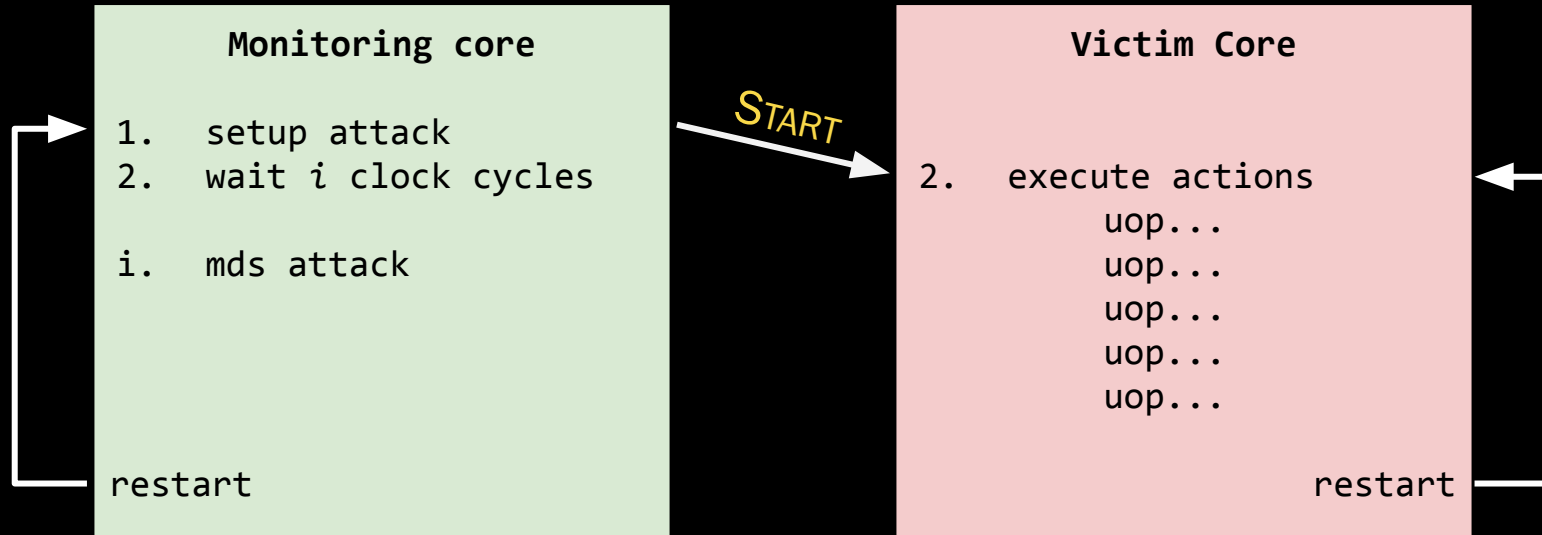 Monitoring core
1. setup attack
2. wait i clock cycles
i. mds attack
restart
START
Victim Core
2. execute actions
uop...
uop...
uop...
uop...
uop...
restart